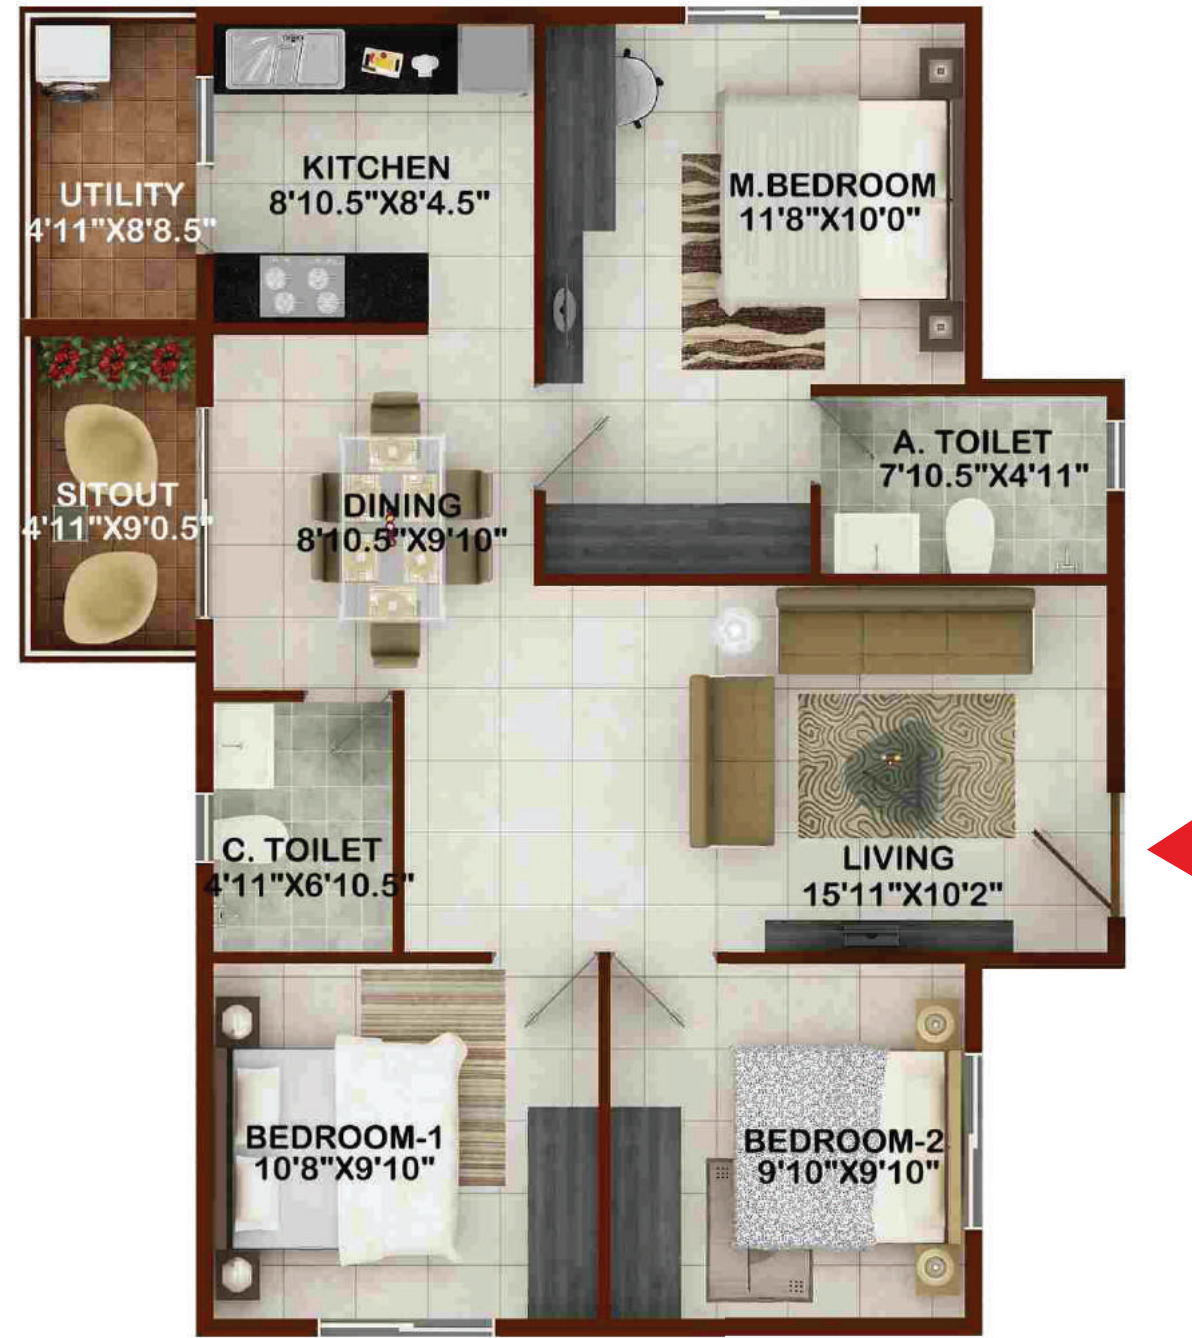 KITCHEN
8'10.5"X8'4.5"
UTILITY
4'11"X8'8.5"
M.BEDROOM
11'8"X10'0"
A. TOILET
7'10.5"X4'11"
SITOUT
4'11"X9'0.5"
DINING
8'10.5"X9'10"
C. TOILET
4'11"X6'10.5"
LIVING
15'11"X10'2"
BEDROOM-1
10'8"X9'10"
BEDROOM-2
9'10"X9'10"